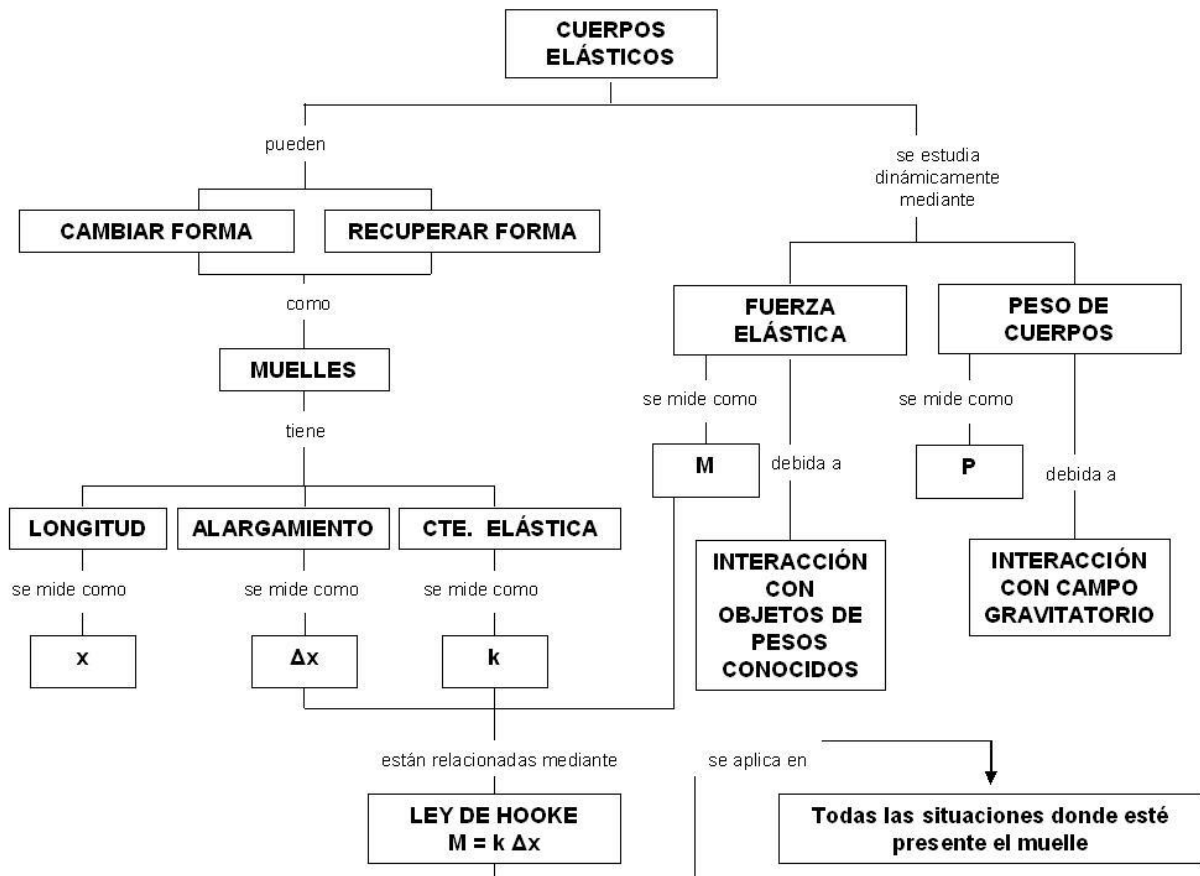 CUERPOS
ELÁSTICOS
pueden
se estudia
dinámicamente
mediante
CAMBIAR FORMA
RECUPERAR FORMA
como
FUERZA
ELÁSTICA
PESO DE
CUERPOS
MUELLES
se mide como
se mide como
tiene
M
debida a
P
debida a
LONGITUD
ALARGAMIENTO
CTE. ELÁSTICA
INTERACCIÓN
CON
OBJETOS DE
PESOS
CONOCIDOS
INTERACCIÓN
CON CAMPO
GRAVITATORIO
se mide como
se mide como
se mide como
x
Δx
k
están relacionadas mediante
se aplica en
LEY DE HOOKE
M = k Δx
Todas las situaciones donde esté
presente el muelle